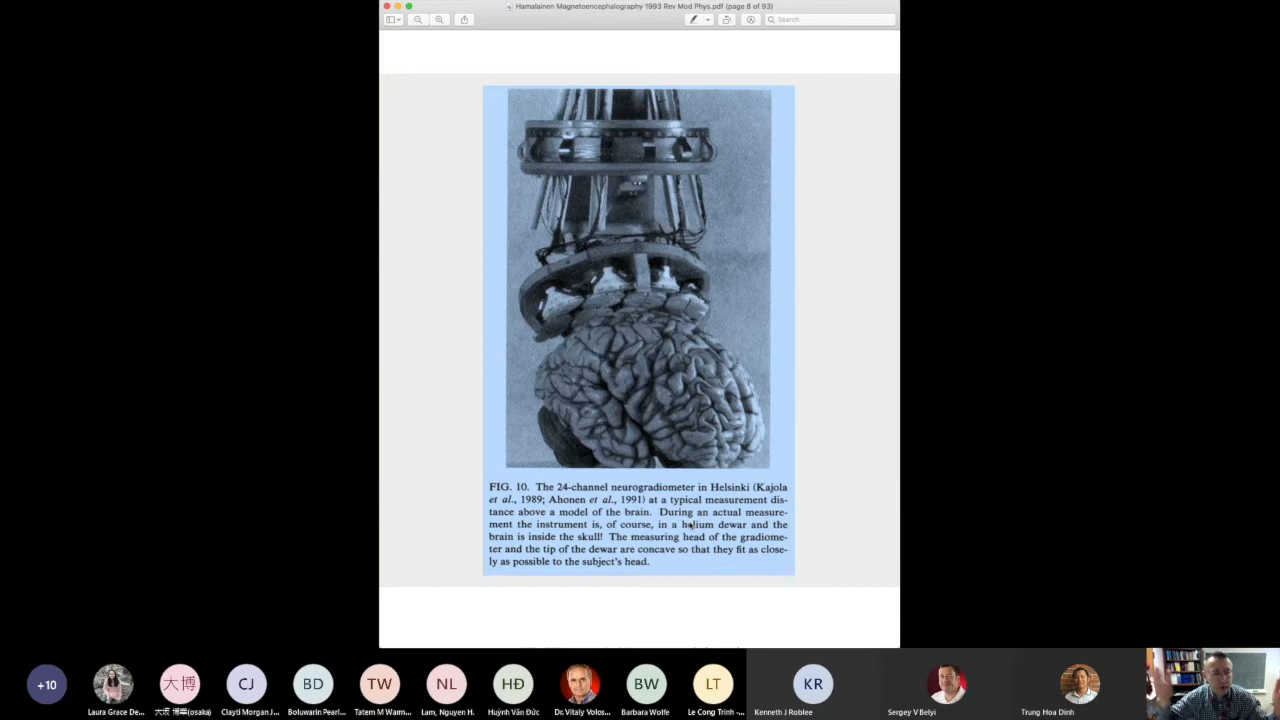 Hamalainen Magnetoencephalography 1993 Rev Mod Phys.pdf (page 8 of 93)
Search
FIG. 10. The 24-channel neurogradiometer in Helsinki (Kajola
et al., 1989; Ahonen et al., 1991) at a typical measurement dis-
tance above a model of the brain. During an actual measure-
ment the instrument is, of course, in a helium dewar and the
brain is inside the skull! The measuring head of the gradiome-
ter and the tip of the dewar are concave so that they fit as close-
ly as possible to the subject's head.
+10
大博
CJ
BD
TW
NL
HĐ
BW
LT
KR
Laura Grace De...
大坂 博幸(osaka)
Clayti Morgan J...
Boluwarin Pearl...
Tatem M Warm...
Lam, Nguyen H.
Huỳnh Văn Đức
Dr. Vitaly Volos...
Barbara Wolfe
Le Cong Trinh -...
Kenneth J Roblee
Sergey V Belyi
Trung Hoa Dinh